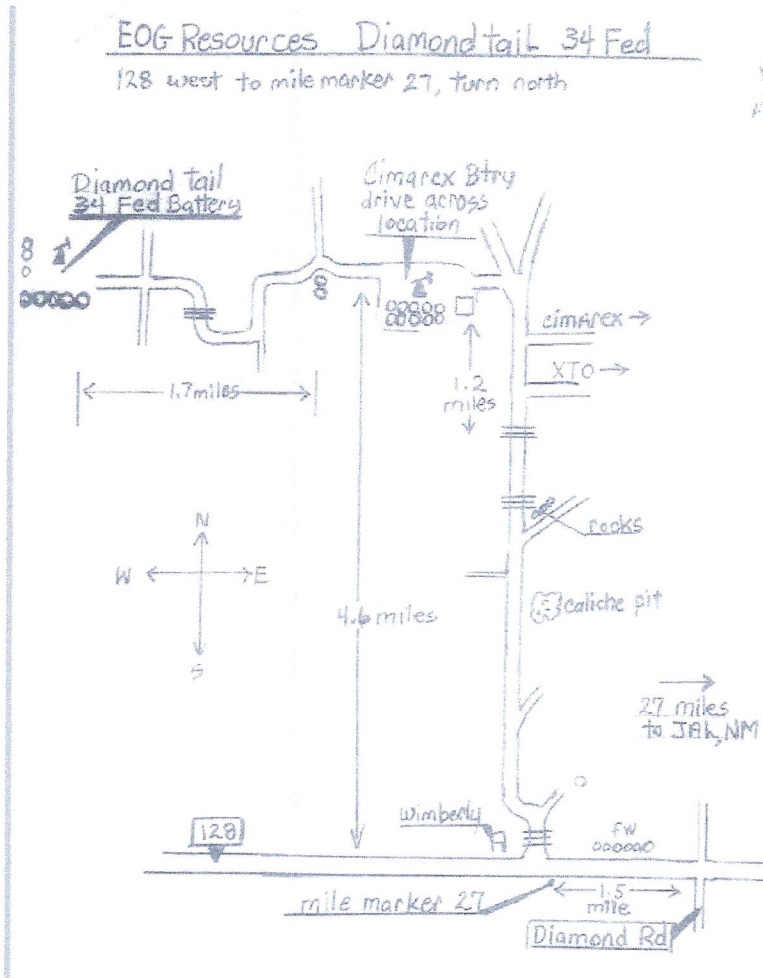 EOG Resources Diamond tail 34 Fed
128 west to mile marker 27, turn north
Diamond tail
34 Fed Battery
Cimarex Btry
drive across
location
cimarex →
XTO →
1.7 miles
1.2
miles
rocks
N
W E
S
4.6 miles
caliche pit
27 miles
to JAL, NM
Wimberly
128
FW
mile marker 27
1.5
mile
Diamond Rd